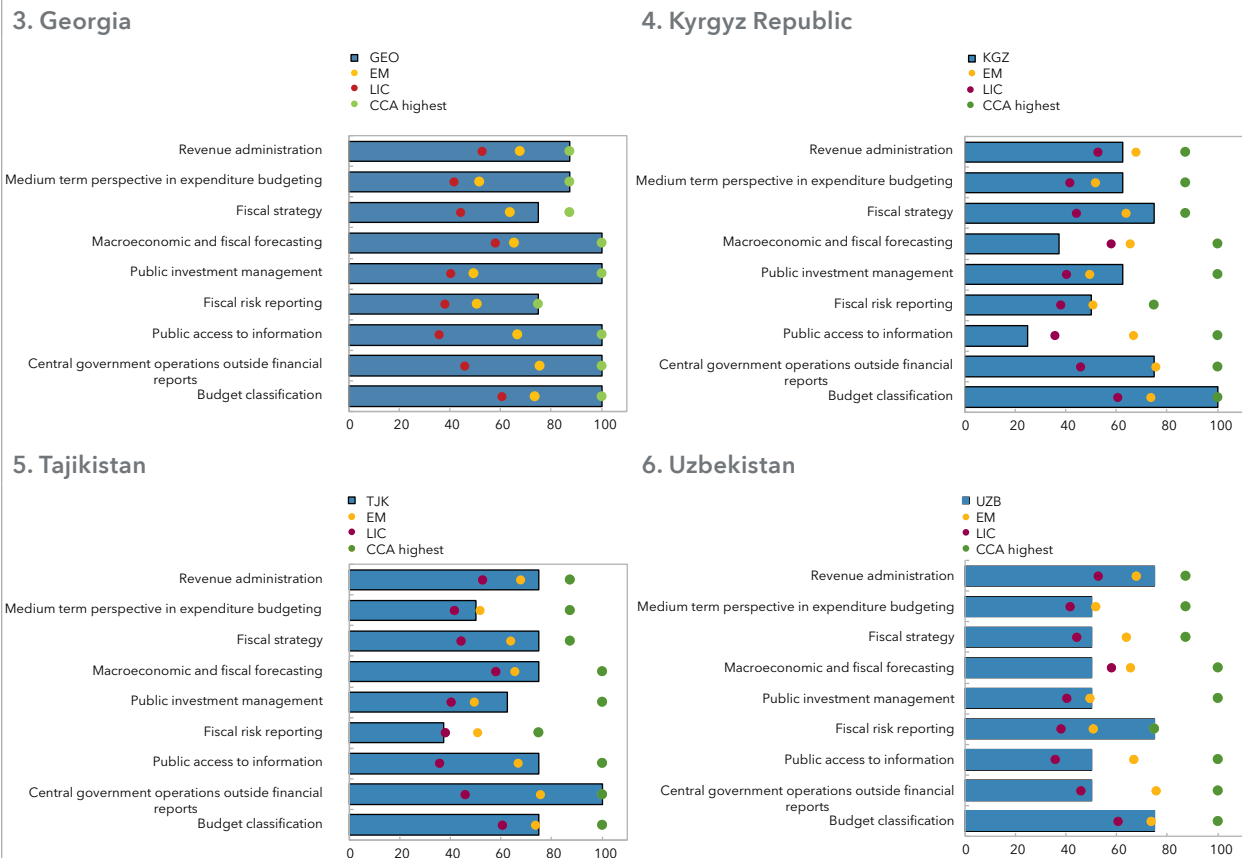 3. Georgia
GEO
EM
LIC
CCA highest
Revenue administration
Medium term perspective in expenditure budgeting
Fiscal strategy
Macroeconomic and fiscal forecasting
Public investment management
Fiscal risk reporting
Public access to information
Central government operations outside financial
reports
Budget classification
0 20 40 60 80 100
4. Kyrgyz Republic
KGZ
EM
LIC
CCA highest
Revenue administration
Medium term perspective in expenditure budgeting
Fiscal strategy
Macroeconomic and fiscal forecasting
Public investment management
Fiscal risk reporting
Public access to information
Central government operations outside financial
reports
Budget classification
0 20 40 60 80 100
5. Tajikistan
TJK
EM
LIC
CCA highest
Revenue administration
Medium term perspective in expenditure budgeting
Fiscal strategy
Macroeconomic and fiscal forecasting
Public investment management
Fiscal risk reporting
Public access to information
Central government operations outside financial
reports
Budget classification
0 20 40 60 80 100
6. Uzbekistan
UZB
EM
LIC
CCA highest
Revenue administration
Medium term perspective in expenditure budgeting
Fiscal strategy
Macroeconomic and fiscal forecasting
Public investment management
Fiscal risk reporting
Public access to information
Central government operations outside financial
reports
Budget classification
0 20 40 60 80 100